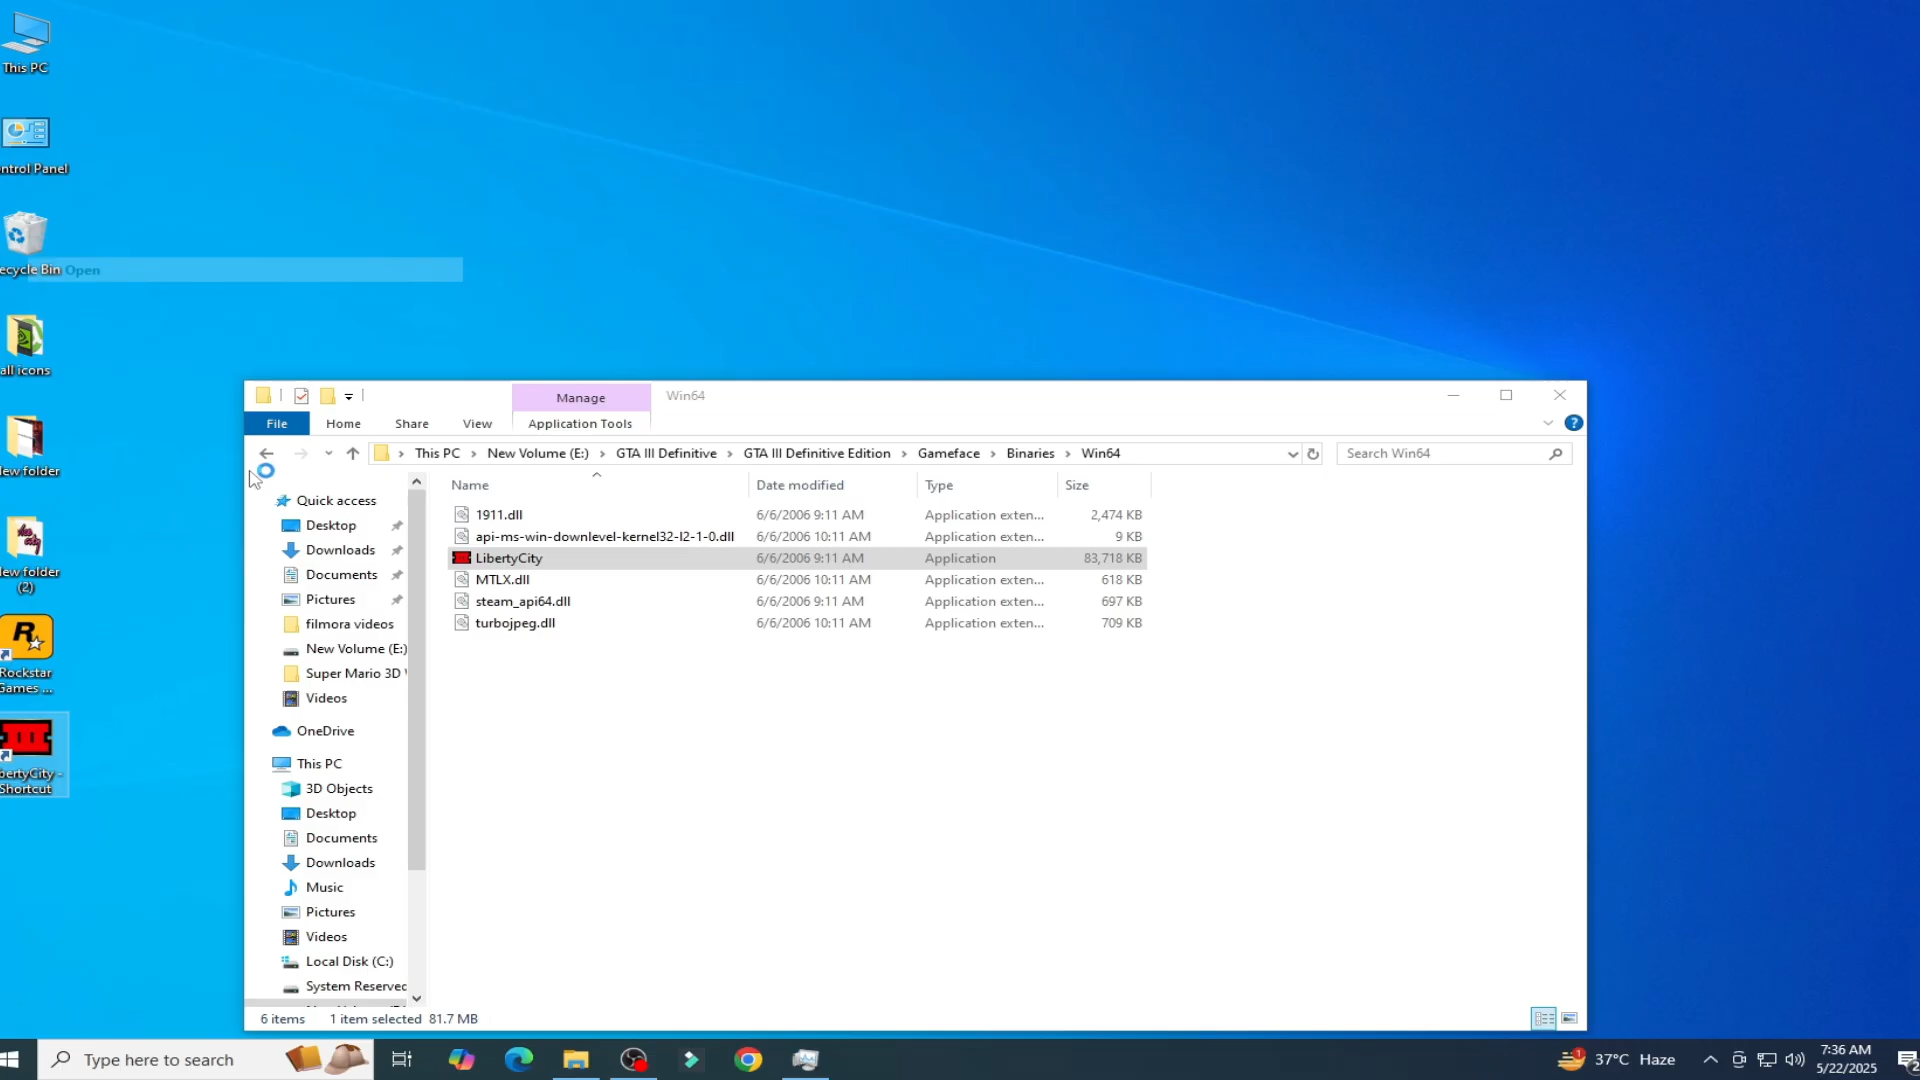 This PC
ntrol Panel
ecycle Bin
Open
all icons
lew folder
lew folder
(2)
Rockstar
Games ...
bertyCity -
Shortcut
Manage
Win64
File
Home
Share
View
Application Tools
This PC > New Volume (E:) > GTA III Definitive > GTA III Definitive Edition > Gameface > Binaries > Win64
Search Win64
Quick access
Desktop
Downloads
Documents
Pictures
filmora videos
New Volume (E:)
Super Mario 3D
Videos
OneDrive
This PC
3D Objects
Desktop
Documents
Downloads
Music
Pictures
Videos
Local Disk (C:)
System Reserved
Name Date modified Type Size
1911.dll 6/6/2006 9:11 AM Application exten... 2,474 KB
api-ms-win-downlevel-kernel32-l2-1-0.dll 6/6/2006 10:11 AM Application exten... 9 KB
LibertyCity 6/6/2006 9:11 AM Application 83,718 KB
MTLX.dll 6/6/2006 10:11 AM Application exten... 618 KB
steam_api64.dll 6/6/2006 9:11 AM Application exten... 697 KB
turbojpeg.dll 6/6/2006 10:11 AM Application exten... 709 KB
6 items 1 item selected 81.7 MB
Type here to search
37°C Haze
7:36 AM
5/22/2025